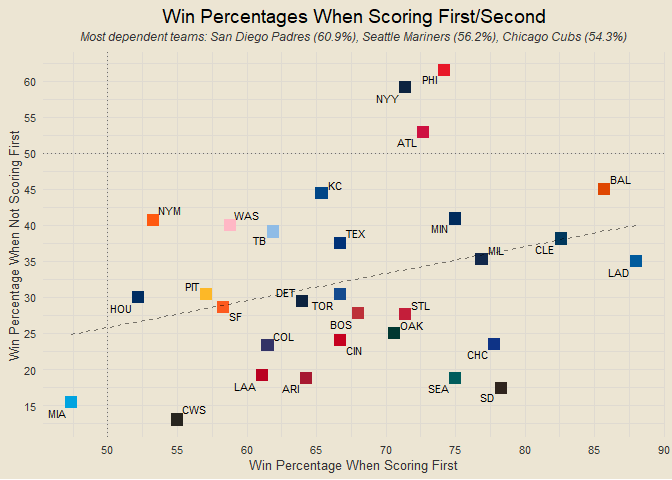 Win Percentages When Scoring First/Second
Most dependent teams: San Diego Padres (60.9%), Seattle Mariners (56.2%), Chicago Cubs (54.3%)
Win Percentage When Not Scoring First
60
55
50
45
40
35
30
25
20
15
PHI
NYY
ATL
BAL
KC
NYM
WAS
MIN
TB
TEX
MIL
CLE
LAD
PIT
DET
HOU
TOR
STL
SF
BOS
OAK
COL
CIN
CHC
LAA
ARI
SEA
SD
MIA
CWS
50
55
60
65
70
75
80
85
90
Win Percentage When Scoring First